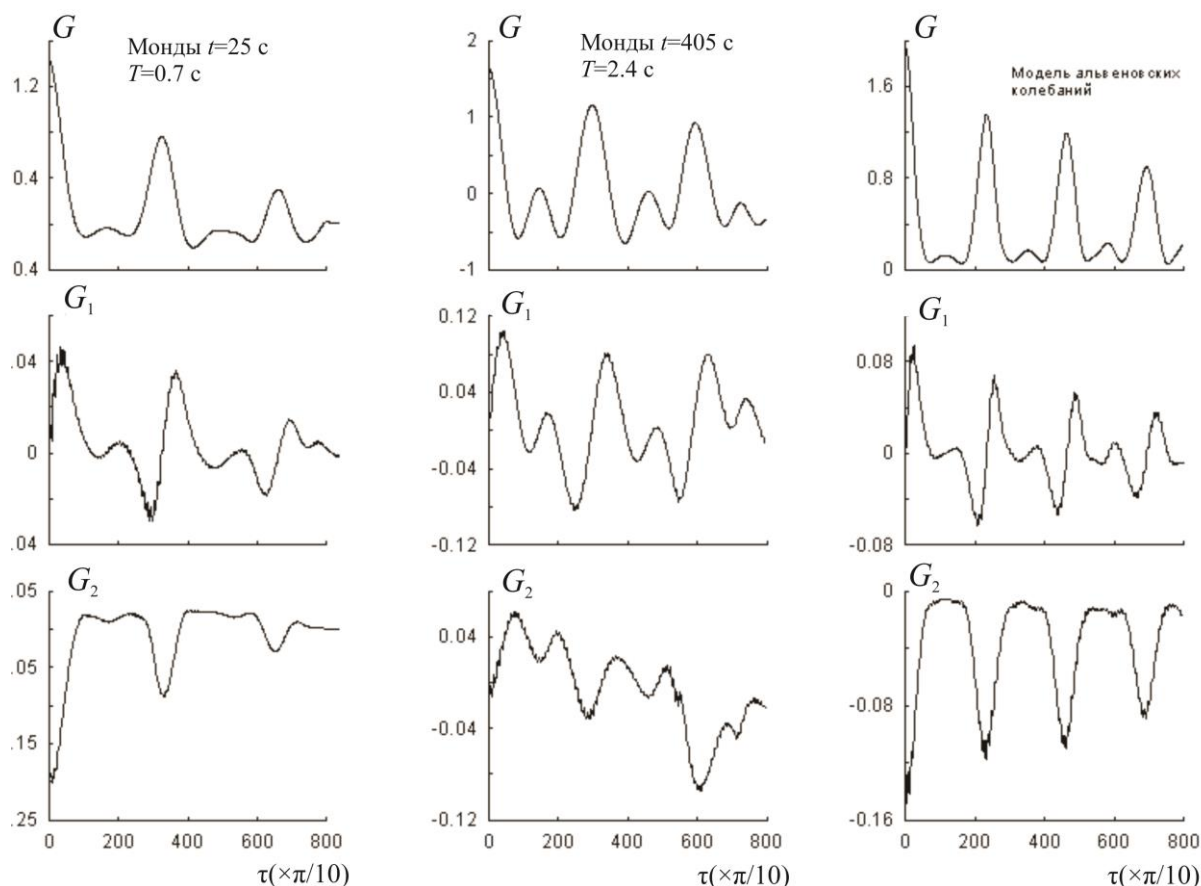 G
Монды t=25 с
T=0.7 с
1.2
0.4
0.4
G
Монды t=405 с
T=2.4 с
2
1
0
-1
G
Модель альвеновских
колебаний
1.6
0.8
0
G₁
.04
0
.04
G₁
0.12
0.04
-0.04
-0.12
G₁
0.08
0
-0.08
G₂
.05
.05
.15
.25
0 200 400 600 800
τ(×π/10)
G₂
0.04
-0.04
-0.12
0 200 400 600 800
τ(×π/10)
G₂
0
-0.08
-0.16
0 200 400 600 800
τ(×π/10)